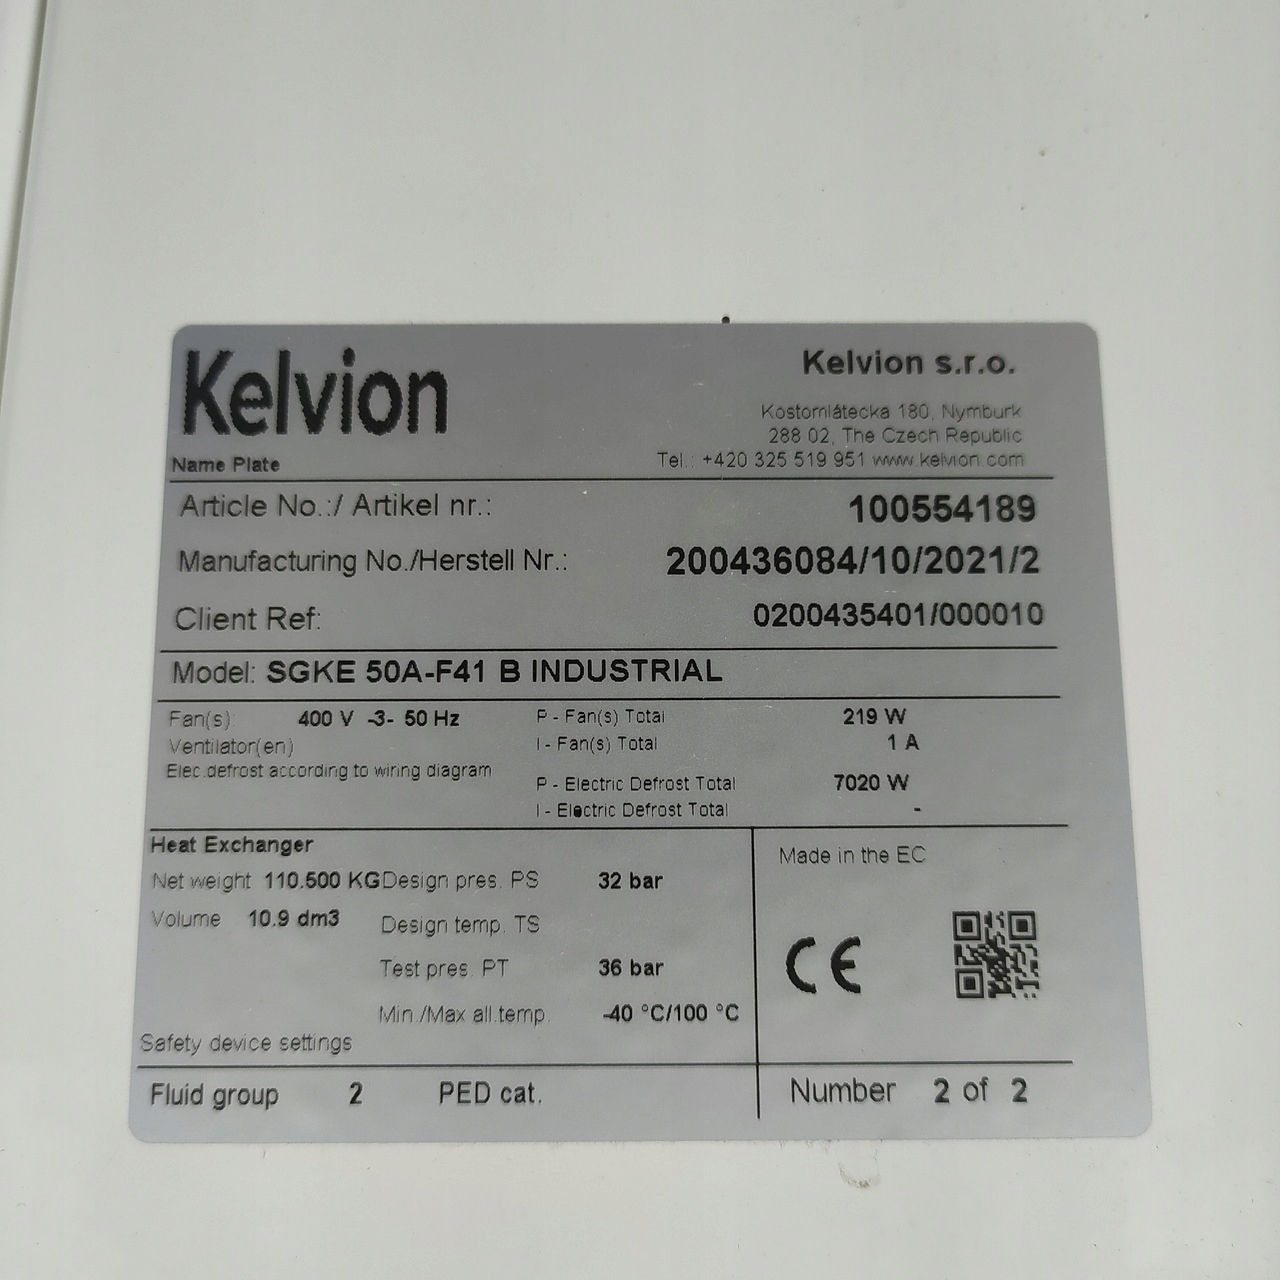 Kelvion
Kelvion s.r.o.
Kostomlátecka 180, Nymburk
288 02, The Czech Republic
Name Plate
Tel.: +420 325 519 951 www.kelvion.com
Article No.:/ Artikel nr.: 100554189
Manufacturing No./Herstell Nr.: 200436084/10/2021/2
Client Ref: 0200435401/000010
Model: SGKE 50A-F41 B INDUSTRIAL
Fan(s): 400 V -3- 50 Hz P - Fan(s) Total 219 W
Ventilator(en) I - Fan(s) Total 1 A
Elec.defrost according to wiring diagram
P - Electric Defrost Total 7020 W
I - Electric Defrost Total -
Heat Exchanger
Made in the EC
Net weight 110.500 KG Design pres. PS 32 bar
Volume 10.9 dm3 Design temp. TS
Test pres. PT 36 bar
CE
Min./Max all.temp. -40 °C/100 °C
Safety device settings
Fluid group 2 PED cat. Number 2 of 2